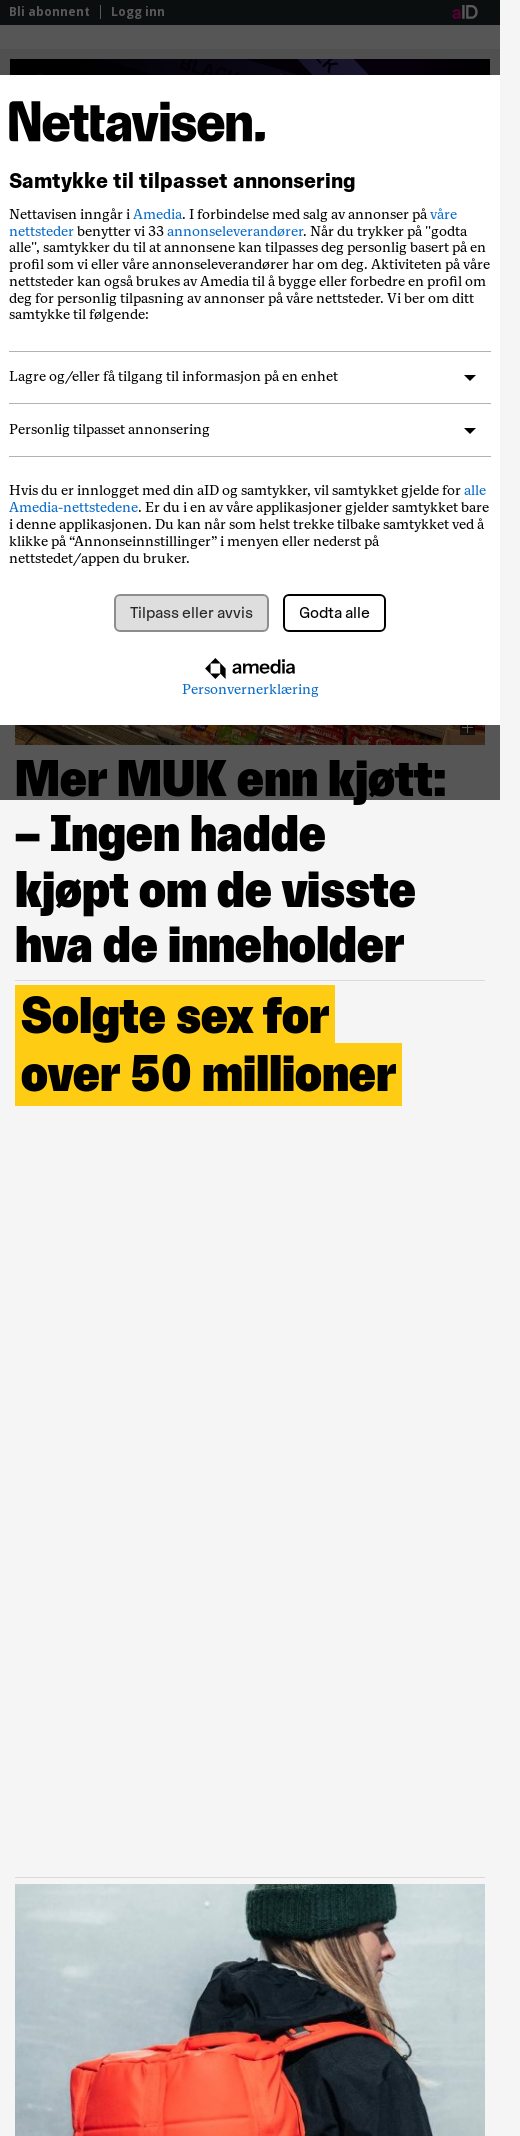 Bli abonnent | Logg inn
aID
Nettavisen.
Samtykke til tilpasset annonsering
Nettavisen inngår i Amedia. I forbindelse med salg av annonser på våre
nettsteder benytter vi 33 annonseleverandører. Når du trykker på "godta
alle", samtykker du til at annonsene kan tilpasses deg personlig basert på en
profil som vi eller våre annonseleverandører har om deg. Aktiviteten på våre
nettsteder kan også brukes av Amedia til å bygge eller forbedre en profil om
deg for personlig tilpasning av annonser på våre nettsteder. Vi ber om ditt
samtykke til følgende:
Lagre og/eller få tilgang til informasjon på en enhet
Personlig tilpasset annonsering
Hvis du er innlogget med din aID og samtykker, vil samtykket gjelde for alle
Amedia-nettstedene. Er du i en av våre applikasjoner gjelder samtykket bare
i denne applikasjonen. Du kan når som helst trekke tilbake samtykket ved å
klikke på “Annonseinnstillinger” i menyen eller nederst på
nettstedet/appen du bruker.
Tilpass eller avvis
Godta alle
amedia
Personvernerklæring
Mer MUK enn kjøtt:
– Ingen hadde
kjøpt om de visste
hva de inneholder
Solgte sex for
over 50 millioner